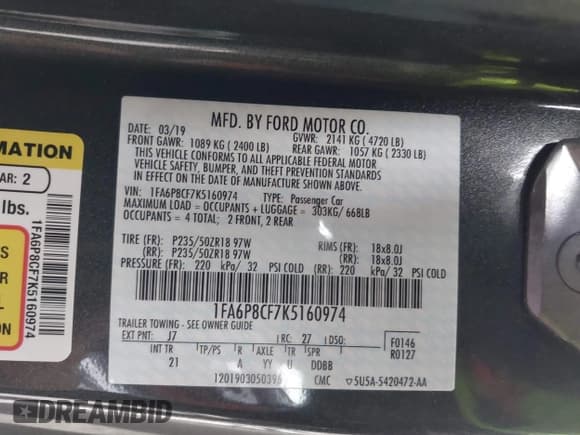 MFD. BY FORD MOTOR CO.
DATE: 03/19 GVWR: 2141 KG ( 4720 LB)
FRONT GAWR: 1089 KG ( 2400 LB) REAR GAWR: 1057 KG ( 2330 LB)
THIS VEHICLE CONFORMS TO ALL APPLICABLE FEDERAL MOTOR
VEHICLE SAFETY, BUMPER, AND THEFT PREVENTION STANDARDS
IN EFFECT ON THE DATE OF MANUFACTURE SHOWN ABOVE.
VIN: 1FA6P8CF7K5160974 TYPE: Passenger Car
MAXIMUM LOAD = OCCUPANTS + LUGGAGE = 303KG/ 668LB
OCCUPANTS = 4 TOTAL; 2 FRONT, 2 REAR
TIRE (FR): P235/50ZR18 97W RIMS (FR): 18x8.0J
(RR): P235/50ZR18 97W (RR): 18x8.0J
PRESSURE (FR): 220 kPa/ 32 PSI COLD (RR): 220 kPa/ 32 PSI COLD
1FA6P8CF7K5160974
TRAILER TOWING - SEE OWNER GUIDE
EXT PNT: J7 RC: 27 DSO: F0146
R0127
INT TR TP/PS R AXLE TR SPR
21 A YY U DDBB
CMC 5U5A-5420472-AA
MATION
AR: 2
lbs.
1FA6P8CF7K5160974
S
R
L
ION
DREAMBID